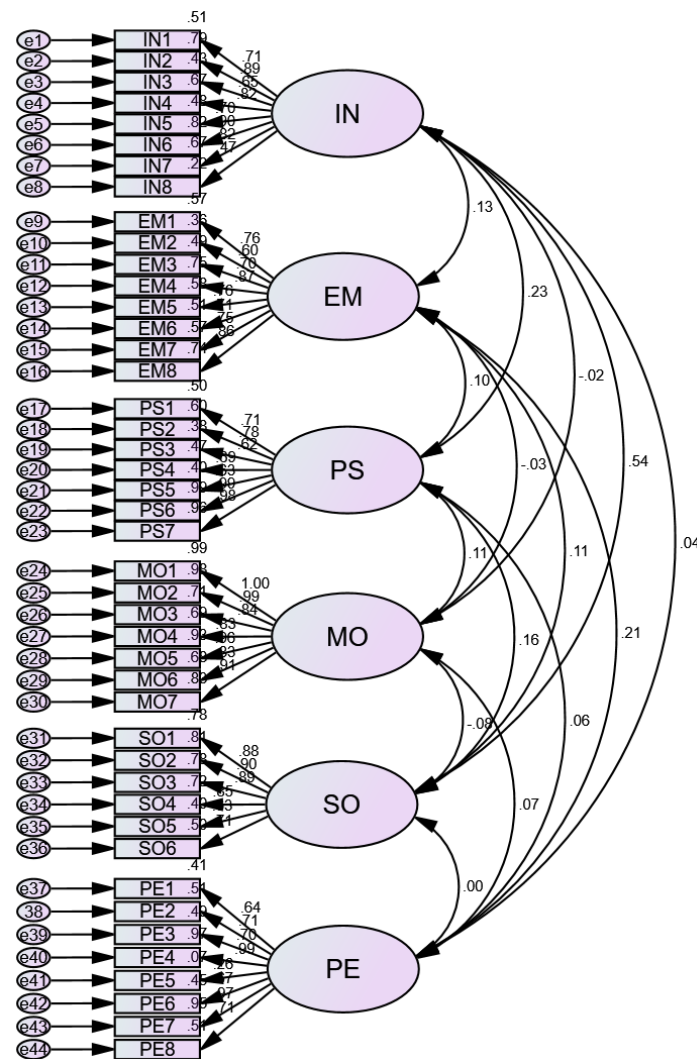 .51
e1 IN1 .79 .71
e2 IN2 .43 .89
e3 IN3 .67 .65
e4 IN4 .48 .82
e5 IN5 .82 .70 IN
e6 IN6 .67 .90
e7 IN7 .22 .82
e8 IN8 .47
.13
.57
e9 EM1 .36 .76
e10 EM2 .49 .60
e11 EM3 .75 .70
e12 EM4 .58 .87
e13 EM5 .51 .76 EM
e14 EM6 .57 .71
e15 EM7 .74 .75
e16 EM8 .86
.23
.10
-.02
.50
e17 PS1 .60 .71
e18 PS2 .38 .78
e19 PS3 .47 .62
e20 PS4 .40 .69 PS
e21 PS5 .99 .63
e22 PS6 .96 .99
e23 PS7 .98
-.03
.54
.11
.11
.04
.99
e24 MO1 .98 1.00
e25 MO2 .71 .99
e26 MO3 .69 .84
e27 MO4 .93 .83 MO
e28 MO5 .69 .96
e29 MO6 .83 .83
e30 MO7 .91
.16
.21
.06
-.08
.78
e31 SO1 .81 .88
e32 SO2 .78 .90
e33 SO3 .72 .89
e34 SO4 .40 .85 SO
e35 SO5 .50 .63
e36 SO6 .71
.07
.00
.41
e37 PE1 .51 .64
38 PE2 .49 .71
e39 PE3 .97 .70
e40 PE4 .07 .99
e41 PE5 .45 .26 PE
e42 PE6 .95 .67
e43 PE7 .51 .97
e44 PE8 .71